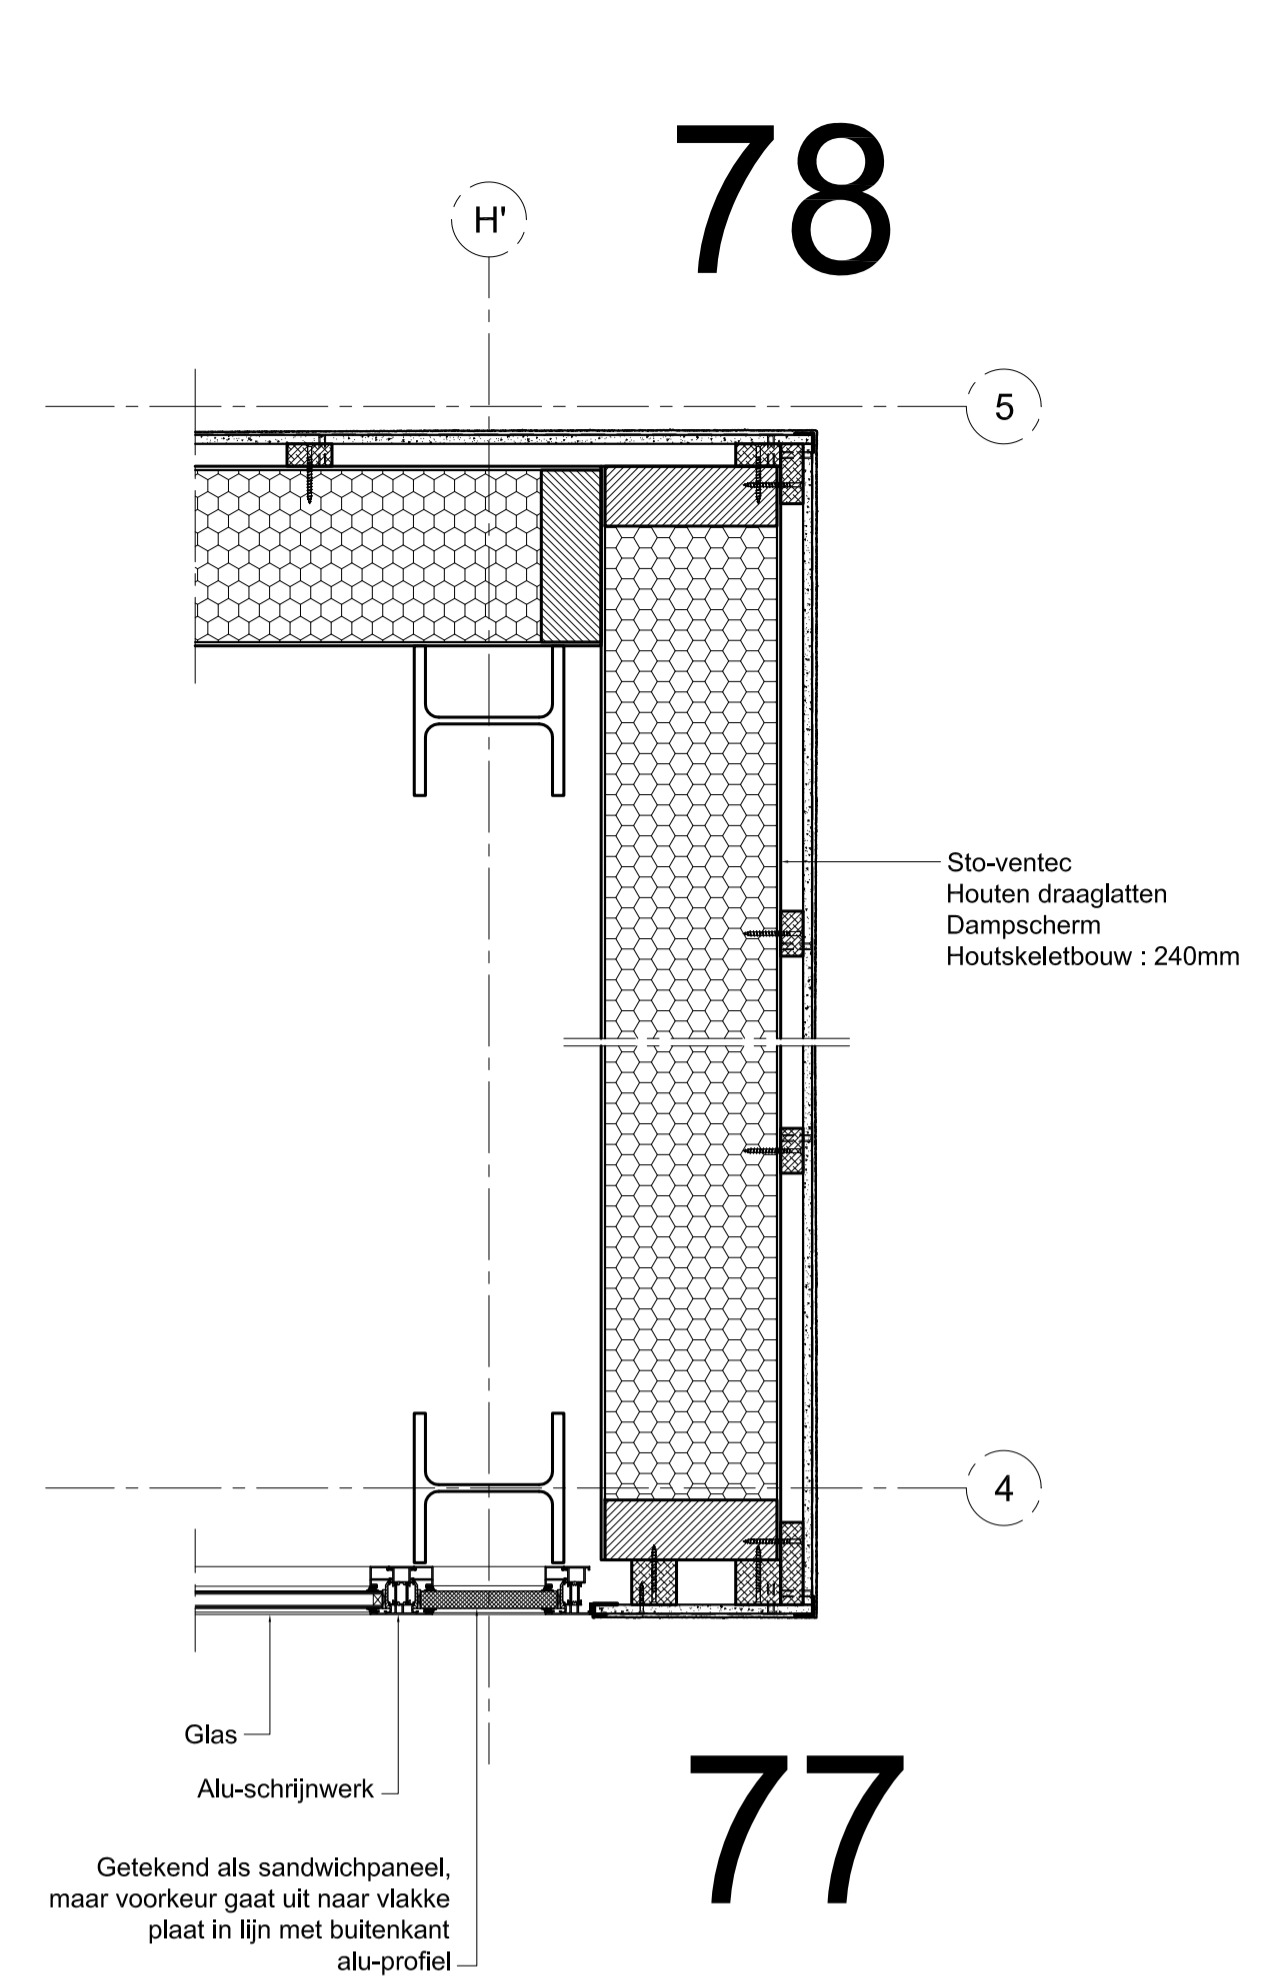 78
H'
5
Sto-ventec
Houten draaglatten
Dampscherm
Houtskeletbouw : 240mm
4
Glas
Alu-schrijnwerk
77
Getekend als sandwichpaneel,
maar voorkeur gaat uit naar vlakke
plaat in lijn met buitenkant
alu-profiel